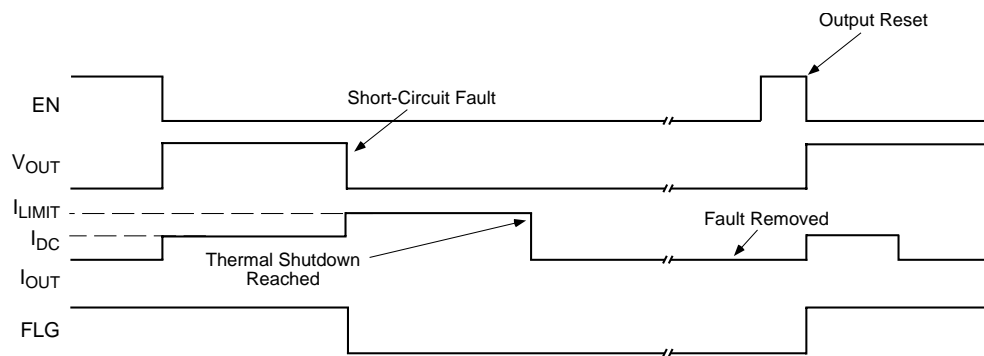 Output Reset
EN
Short-Circuit Fault
VOUT
ILIMIT
IDC
Fault Removed
Thermal Shutdown
Reached
IOUT
FLG